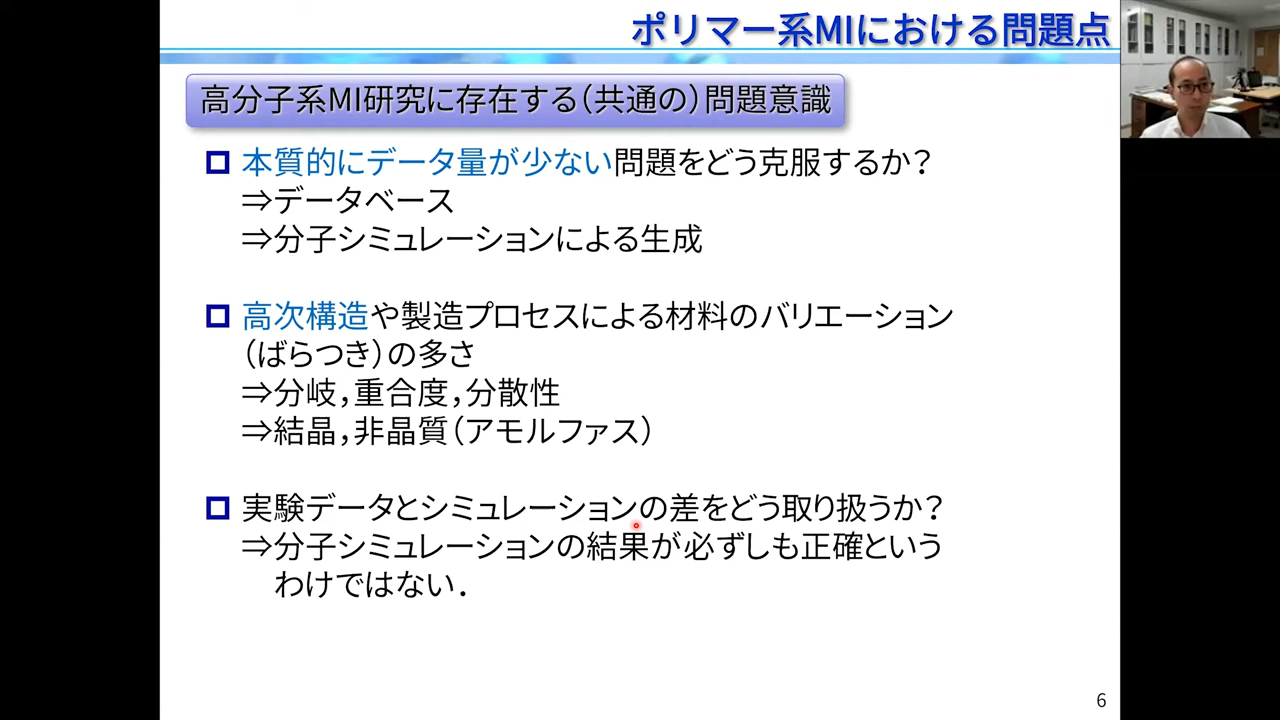 ポリマー系MIにおける問題点
高分子系MI研究に存在する（共通の）問題意識
本質的にデータ量が少ない問題をどう克服するか？
⇒データベース
⇒分子シミュレーションによる生成
高次構造や製造プロセスによる材料のバリエーション
（ばらつき）の多さ
⇒分岐，重合度，分散性
⇒結晶，非晶質（アモルファス）
実験データとシミュレーションの差をどう取り扱うか？
⇒分子シミュレーションの結果が必ずしも正確という
わけではない．
6